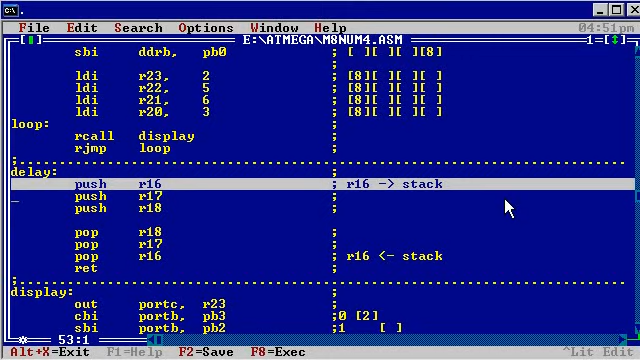 C:\ .
File Edit Search Options Window Help 04:51pm
E:\ATMEGA\M8NUM4.ASM 1=[↕]
sbi ddrb, pb0 ; [ ][ ][ ][8]
;
ldi r23, 2 ; [8][ ][ ][ ]
ldi r22, 5 ; [8][ ][ ][ ]
ldi r21, 6 ; [8][ ][ ][ ]
ldi r20, 3 ; [8][ ][ ][ ]
loop: ;
rcall display ;
rjmp loop ;
;
delay: ;
push r16 ; r16 -> stack
push r17 ;
push r18 ;
;
pop r18 ;
pop r17 ;
pop r16 ; r16 <- stack
ret ;
;
display: ;
out portc, r23 ;
cbi portb, pb3 ;0 [2]
sbi portb, pb2 ;1 [ ]
53:1
Alt+X=Exit F1=Help F2=Save F8=Exec ^Lit Edit